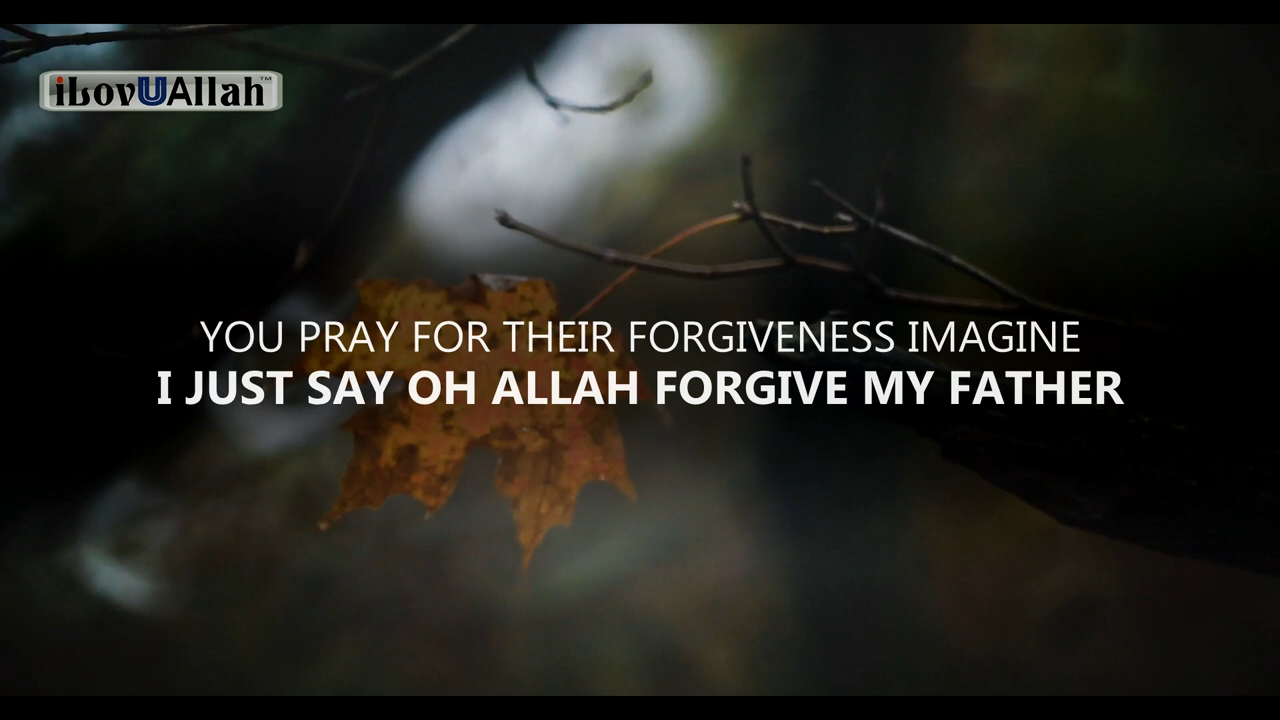 iLovUAllah™
YOU PRAY FOR THEIR FORGIVENESS IMAGINE
I JUST SAY OH ALLAH FORGIVE MY FATHER